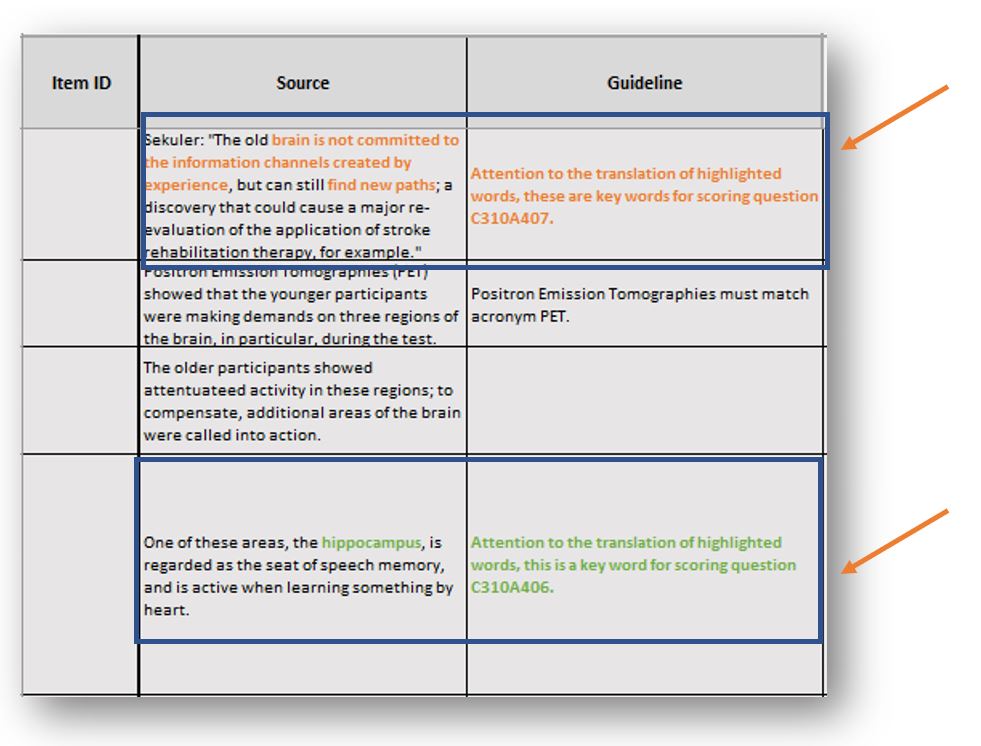 Item ID
Source
Guideline
Sekuler: "The old brain is not committed to
the information channels created by
experience, but can still find new paths; a
discovery that could cause a major re-
evaluation of the application of stroke
rehabilitation therapy, for example."
Attention to the translation of highlighted
words, these are key words for scoring question
C310A407.
Positron Emission Tomographies (PET)
showed that the younger participants
were making demands on three regions of
the brain, in particular, during the test.
Positron Emission Tomographies must match
acronym PET.
The older participants showed
attentuateed activity in these regions; to
compensate, additional areas of the brain
were called into action.
One of these areas, the hippocampus, is
regarded as the seat of speech memory,
and is active when learning something by
heart.
Attention to the translation of highlighted
words, this is a key word for scoring question
C310A406.